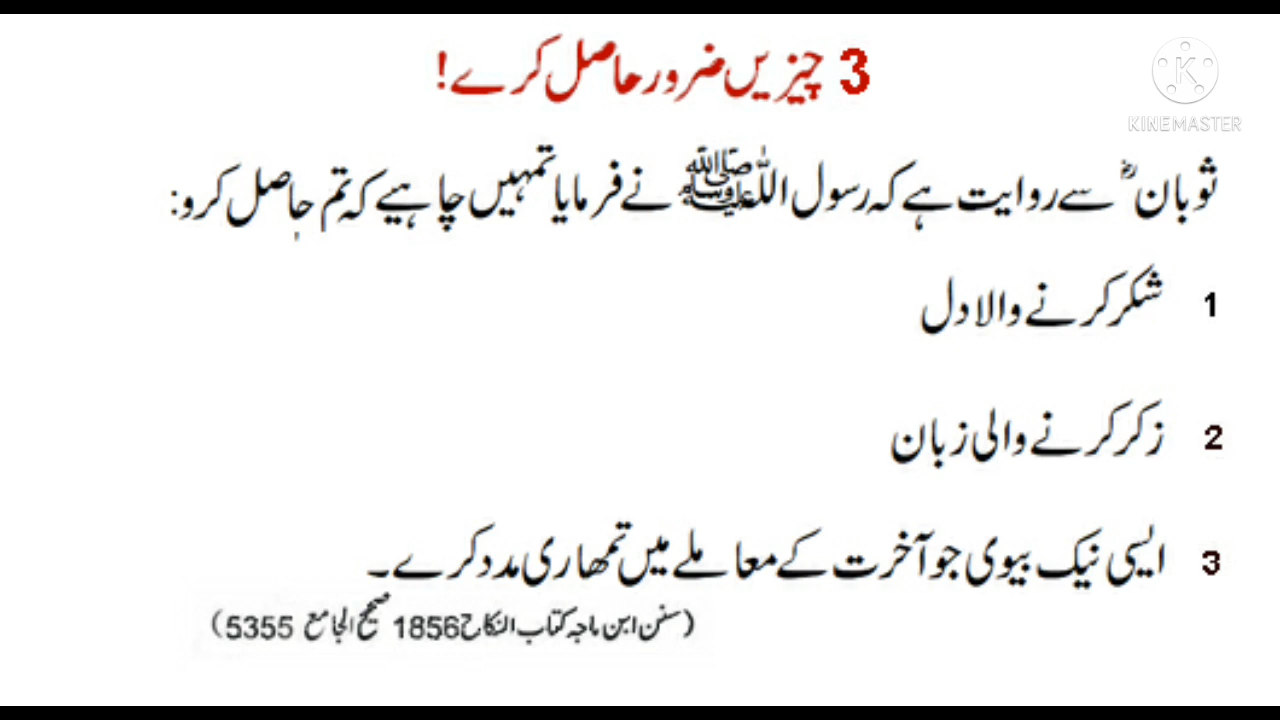 3 چیزیں ضرور حاصل کرے!
KINEMASTER
ثوبانؓ سے روایت ہے کہ رسول اللہ ﷺ نے فرمایا تمہیں چاہیے کہ تم حاصل کرو:
1 شکر کرنے والا دل
2 زکر کرنے والی زبان
3 ایسی نیک بیوی جو آخرت کے معاملے میں تمھاری مدد کرے۔
(سنن ابن ماجہ کتاب النکاح 1856 صحیح الجامع 5355)